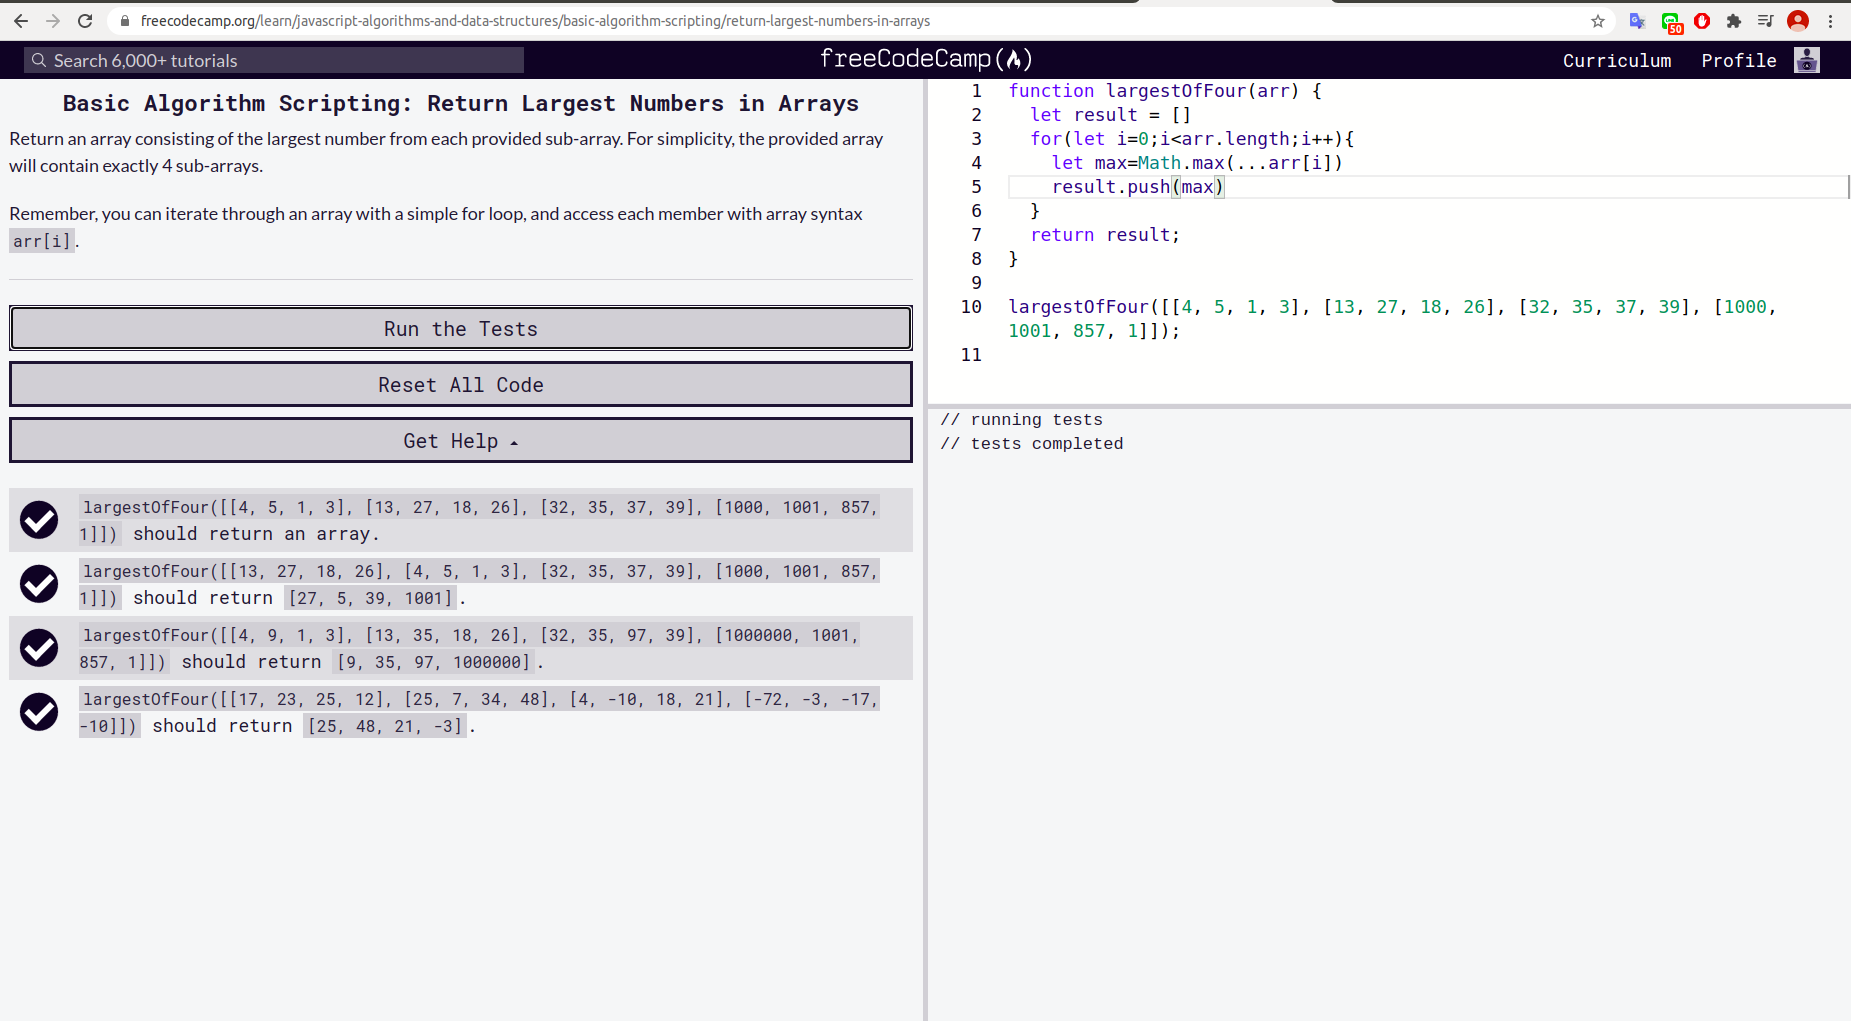 freecodecamp.org/learn/javascript-algorithms-and-data-structures/basic-algorithm-scripting/return-largest-numbers-in-arrays
50
Search 6,000+ tutorials
freeCodeCamp
Curriculum
Profile
Basic Algorithm Scripting: Return Largest Numbers in Arrays
Return an array consisting of the largest number from each provided sub-array. For simplicity, the provided array
will contain exactly 4 sub-arrays.
Remember, you can iterate through an array with a simple for loop, and access each member with array syntax
arr[i].
Run the Tests
Reset All Code
Get Help
largestOfFour([[4, 5, 1, 3], [13, 27, 18, 26], [32, 35, 37, 39], [1000, 1001, 857,
1]]) should return an array.
largestOfFour([[13, 27, 18, 26], [4, 5, 1, 3], [32, 35, 37, 39], [1000, 1001, 857,
1]]) should return [27, 5, 39, 1001].
largestOfFour([[4, 9, 1, 3], [13, 35, 18, 26], [32, 35, 97, 39], [1000000, 1001,
857, 1]]) should return [9, 35, 97, 1000000].
largestOfFour([[17, 23, 25, 12], [25, 7, 34, 48], [4, -10, 18, 21], [-72, -3, -17,
-10]]) should return [25, 48, 21, -3].
1 function largestOfFour(arr) {
2 let result = []
3 for(let i=0;i<arr.length;i++){
4 let max=Math.max(...arr[i])
5 result.push(max)
6 }
7 return result;
8 }
9
10 largestOfFour([[4, 5, 1, 3], [13, 27, 18, 26], [32, 35, 37, 39], [1000,
1001, 857, 1]]);
11
// running tests
// tests completed